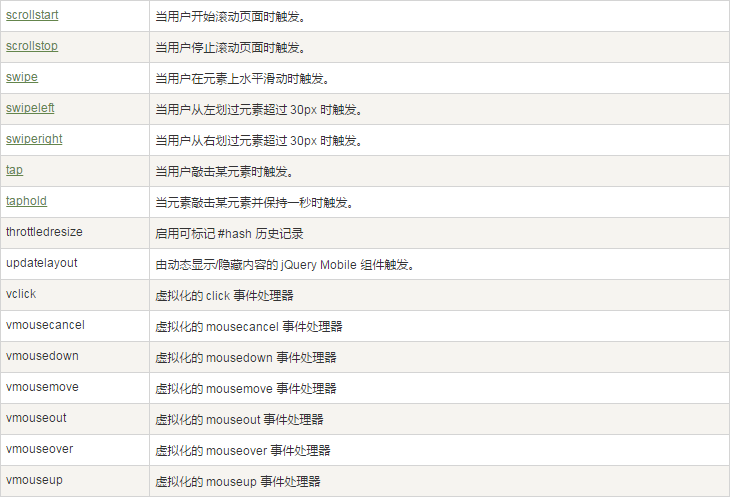 scrollstart 当用户开始滚动页面时触发。
scrollstop 当用户停止滚动页面时触发。
swipe 当用户在元素上水平滑动时触发。
swipeleft 当用户从左划过元素超过 30px 时触发。
swiperight 当用户从右划过元素超过 30px 时触发。
tap 当用户敲击某元素时触发。
taphold 当元素敲击某元素并保持一秒时触发。
throttledresize 启用可标记 #hash 历史记录
updatelayout 由动态显示/隐藏内容的 jQuery Mobile 组件触发。
vclick 虚拟化的 click 事件处理器
vmousecancel 虚拟化的 mousecancel 事件处理器
vmousedown 虚拟化的 mousedown 事件处理器
vmousemove 虚拟化的 mousemove 事件处理器
vmouseout 虚拟化的 mouseout 事件处理器
vmouseover 虚拟化的 mouseover 事件处理器
vmouseup 虚拟化的 mouseup 事件处理器